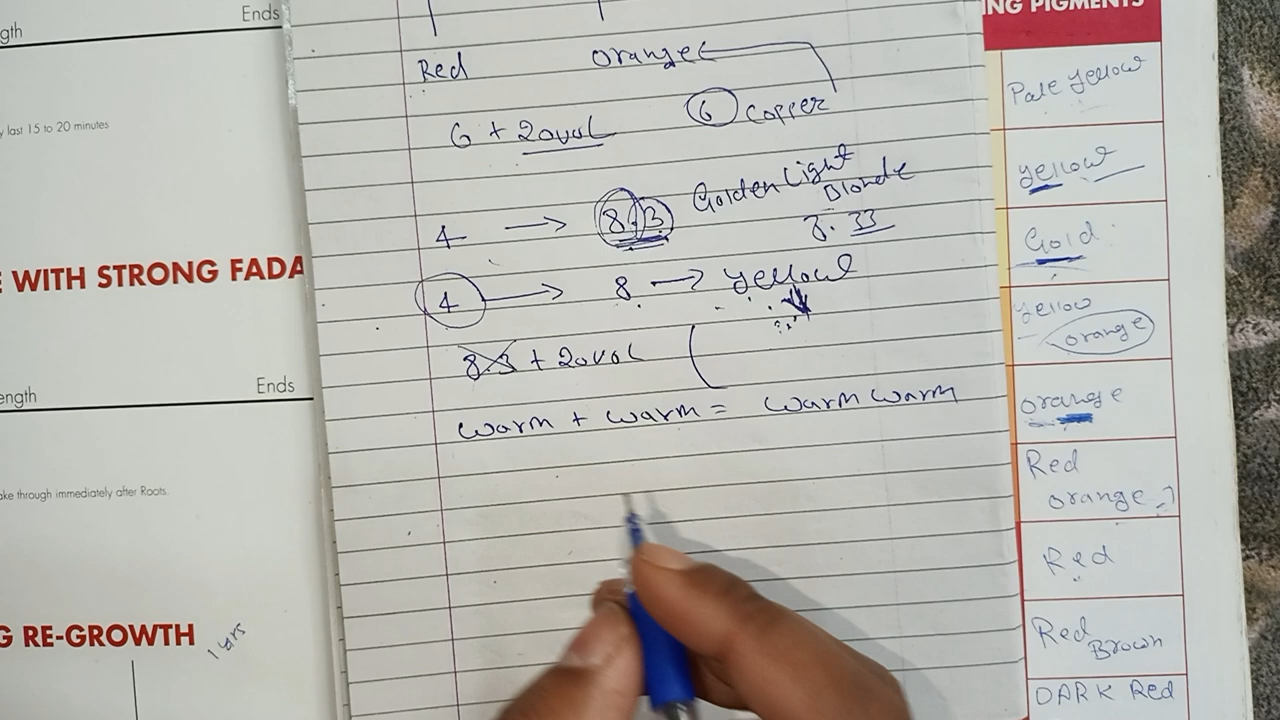 gth
Ends
y last 15 to 20 minutes
WITH STRONG FADA
ength
Ends
ake through immediately after Roots.
G RE-GROWTH
Red
orange
6 + 20vol
6 copper
4 → 8.3 Golden Light
Blonde
8.33
4 → 8 → yellow
8.3 + 20vol
warm + warm = warm warm
NG PIGMENTS
Pale yellow
yellow
Gold
yellow
orange
orange
Red
orange
Red
Red
Brown
DARK Red